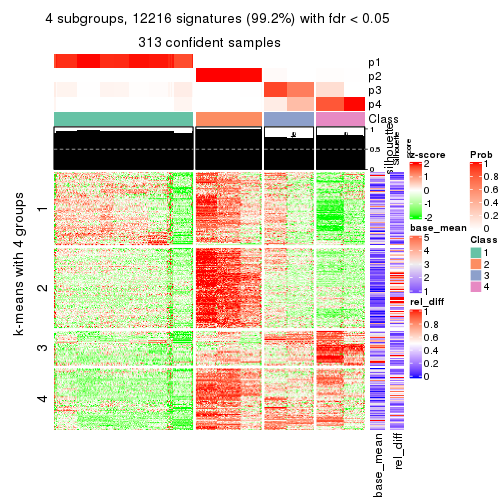 4 subgroups, 12216 signatures (99.2%) with fdr < 0.05
313 confident samples
p1
p2
p3
p4
Class
1
0.5
0
silhouette
Silhouette
score
k-means with 4 groups
1
2
3
4
base_mean
rel_diff
z-score
2
1
0
-1
-2
base_mean
5
4
3
2
1
rel_diff
1
0.8
0.6
0.4
0.2
0
Prob
1
0.8
0.6
0.4
0.2
0
Class
1
2
3
4